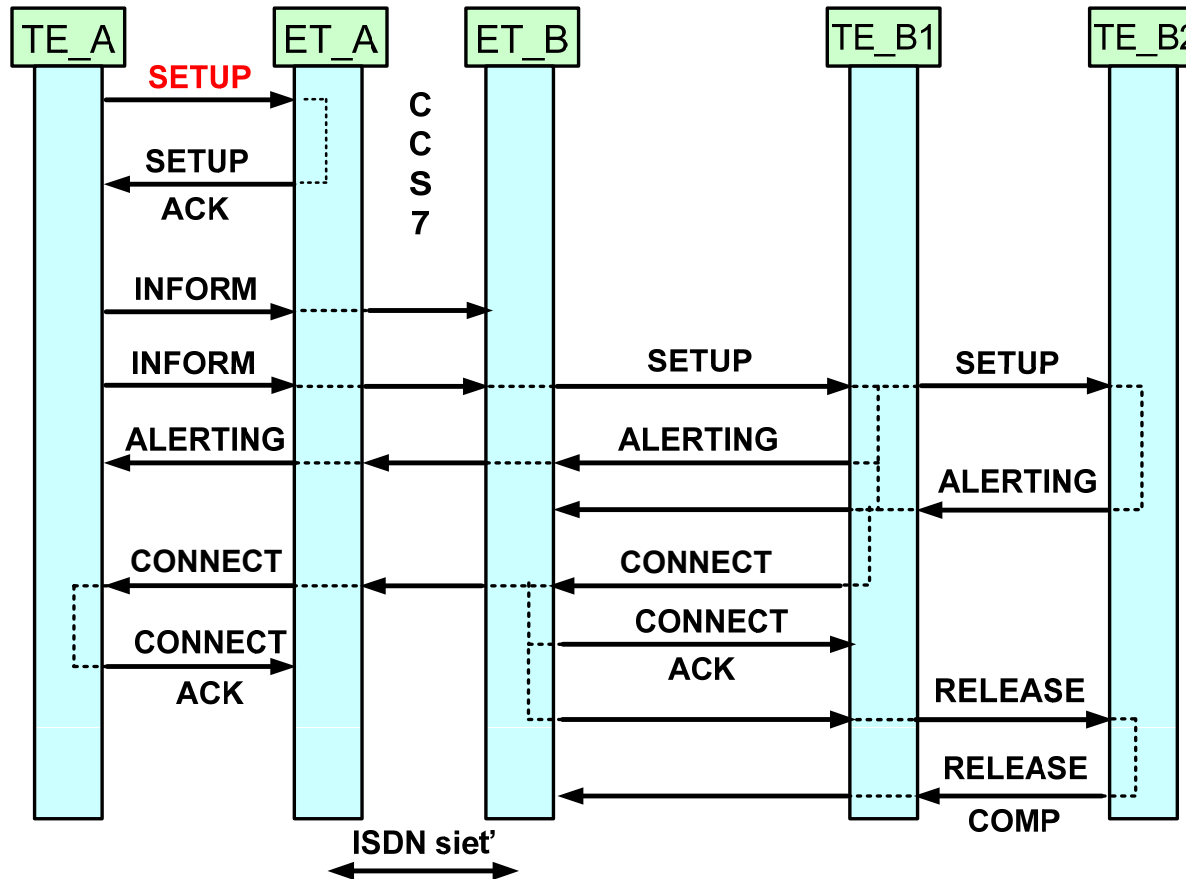 TE_A
ET_A
ET_B
TE_B1
TE_B2
SETUP
C
C
S
7
SETUP
ACK
INFORM
INFORM
SETUP
SETUP
ALERTING
ALERTING
ALERTING
CONNECT
CONNECT
CONNECT
ACK
CONNECT
ACK
RELEASE
RELEASE
COMP
ISDN siet'